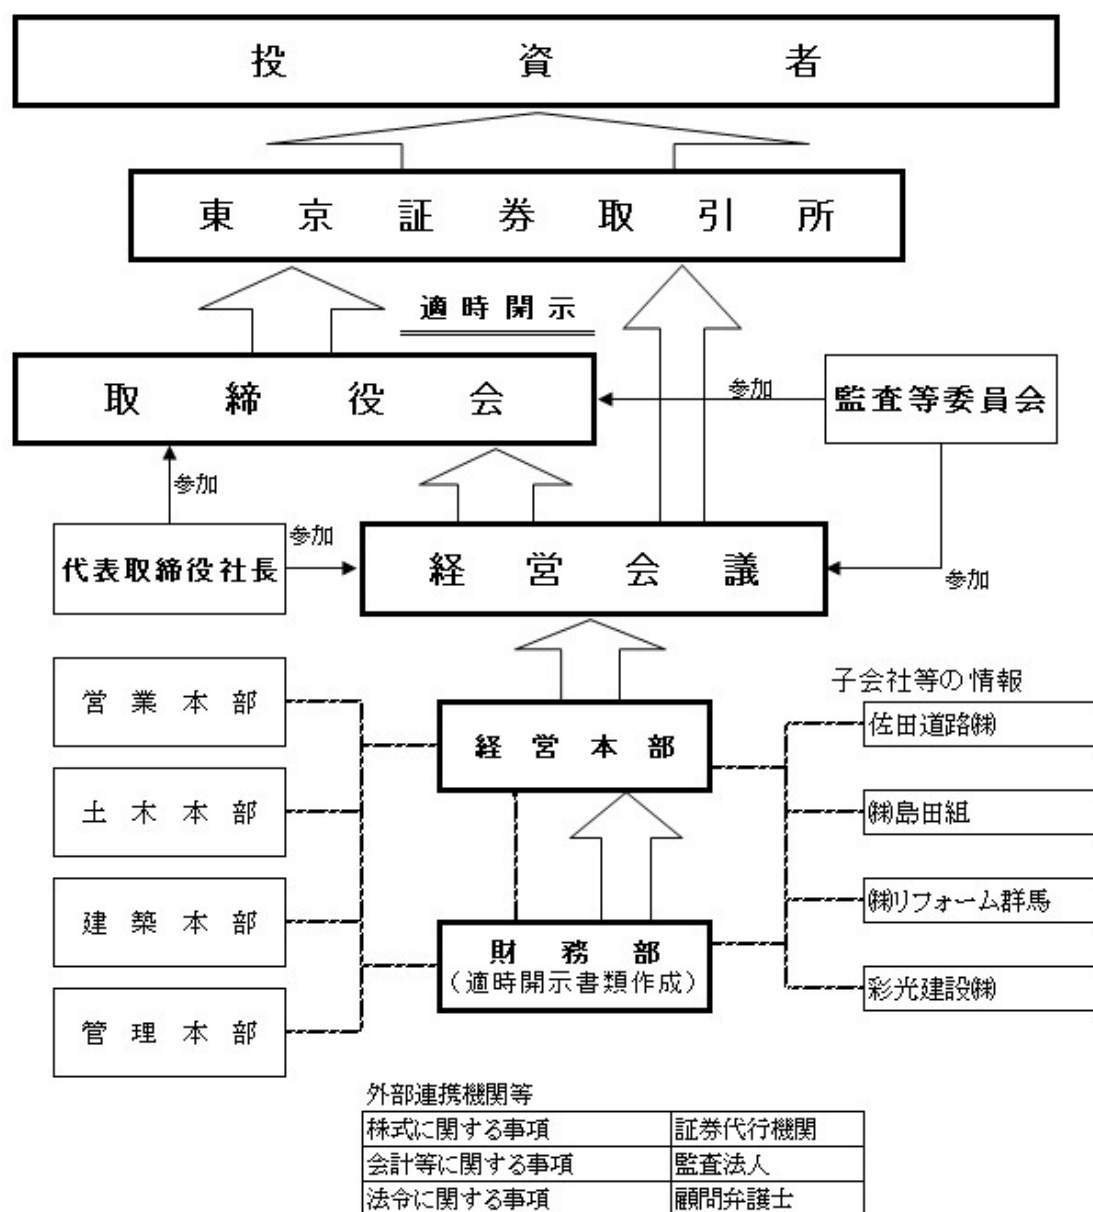 投資者
東京証券取引所
適時開示
取締役会
参加
監査等委員会
参加
参加
代表取締役社長
経営会議
参加
子会社等の情報
営業本部
経営本部
佐田道路㈱
土木本部
㈱島田組
建築本部
㈱リフォーム群馬
財務部
(適時開示書類作成)
彩光建設㈱
管理本部
外部連携機関等
株式に関する事項 証券代行機関
会計等に関する事項 監査法人
法令に関する事項 顧問弁護士